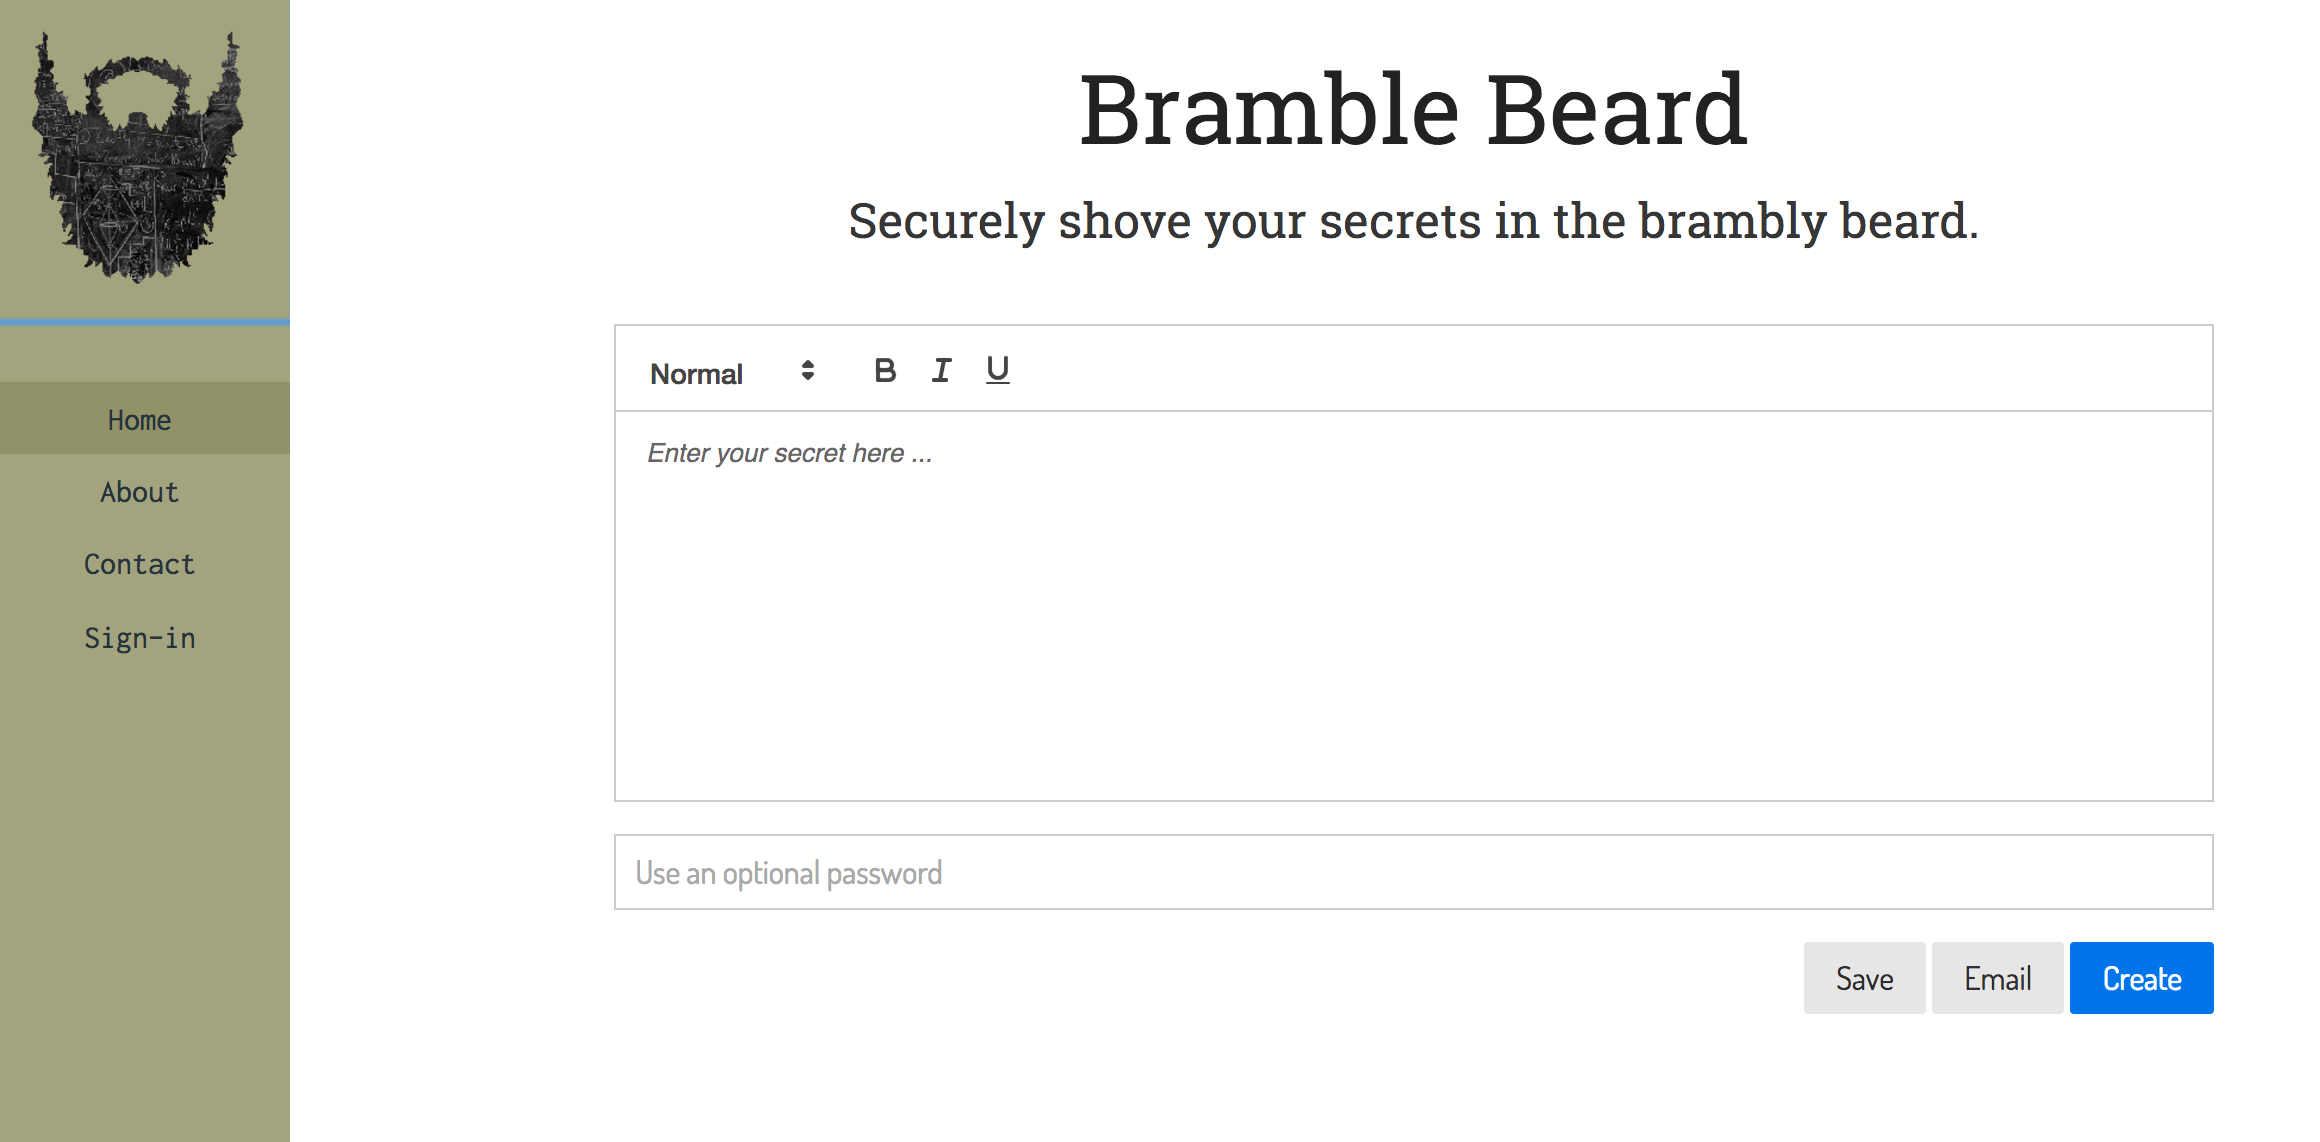 Bramble Beard
Securely shove your secrets in the brambly beard.
Home
About
Contact
Sign-in
Normal B I U
Enter your secret here ...
Use an optional password
Save Email Create